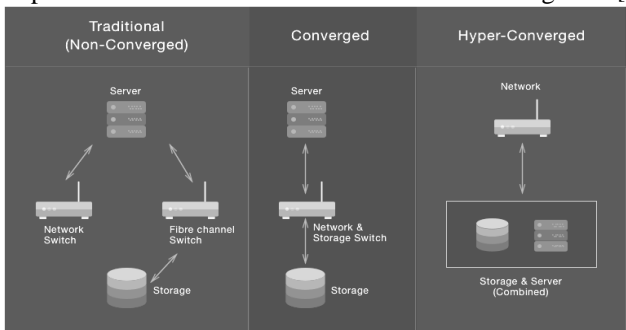 Traditional
(Non-Converged)
Converged
Hyper-Converged
Server
Network
Switch
Fibre channel
Switch
Storage
Server
Network &
Storage Switch
Storage
Network
Storage & Server
(Combined)